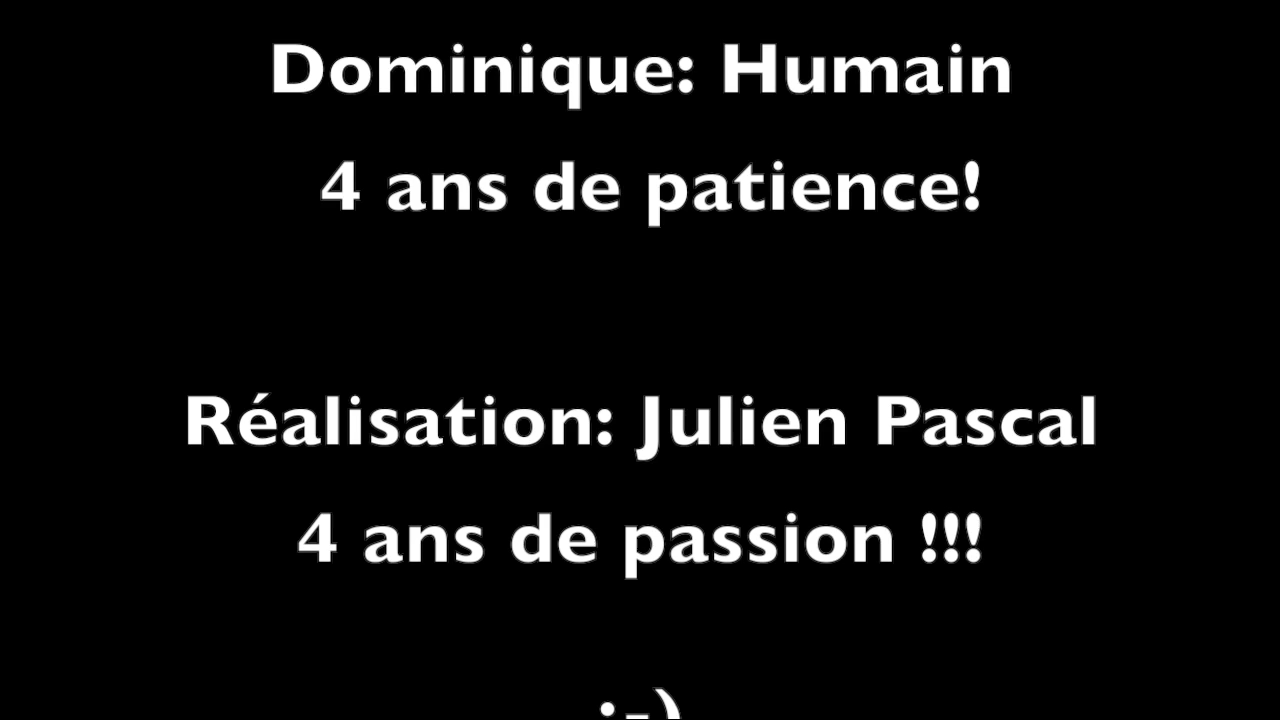 Dominique: Humain
4 ans de patience!
Réalisation: Julien Pascal
4 ans de passion !!!
:-)